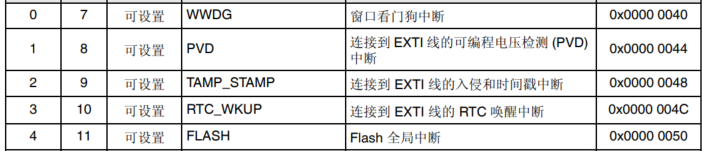 0 7 可设置 WWDG 窗口看门狗中断 0x0000 0040
1 8 可设置 PVD 连接到 EXTI 线的可编程电压检测 (PVD) 中断 0x0000 0044
2 9 可设置 TAMP_STAMP 连接到 EXTI 线的入侵和时间戳中断 0x0000 0048
3 10 可设置 RTC_WKUP 连接到 EXTI 线的 RTC 唤醒中断 0x0000 004C
4 11 可设置 FLASH Flash 全局中断 0x0000 0050